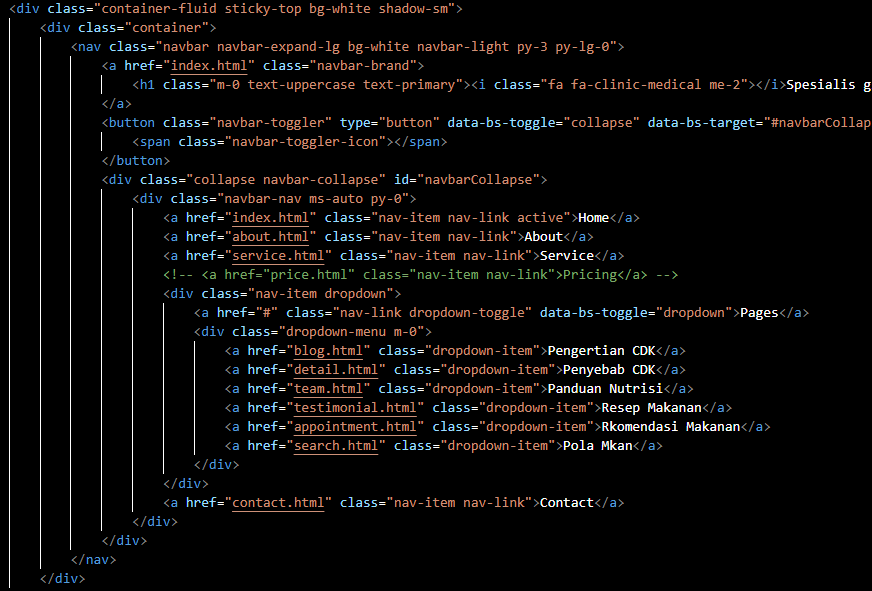 <div class="container-fluid sticky-top bg-white shadow-sm">
<div class="container">
<nav class="navbar navbar-expand-lg bg-white navbar-light py-3 py-lg-0">
<a href="index.html" class="navbar-brand">
<h1 class="m-0 text-uppercase text-primary"><i class="fa fa-clinic-medical me-2"></i>Spesialis g
</a>
<button class="navbar-toggler" type="button" data-bs-toggle="collapse" data-bs-target="#navbarCollap
<span class="navbar-toggler-icon"></span>
</button>
<div class="collapse navbar-collapse" id="navbarCollapse">
<div class="navbar-nav ms-auto py-0">
<a href="index.html" class="nav-item nav-link active">Home</a>
<a href="about.html" class="nav-item nav-link">About</a>
<a href="service.html" class="nav-item nav-link">Service</a>
<!-- <a href="price.html" class="nav-item nav-link">Pricing</a> -->
<div class="nav-item dropdown">
<a href="#" class="nav-link dropdown-toggle" data-bs-toggle="dropdown">Pages</a>
<div class="dropdown-menu m-0">
<a href="blog.html" class="dropdown-item">Pengertian CDK</a>
<a href="detail.html" class="dropdown-item">Penyebab CDK</a>
<a href="team.html" class="dropdown-item">Panduan Nutrisi</a>
<a href="testimonial.html" class="dropdown-item">Resep Makanan</a>
<a href="appointment.html" class="dropdown-item">Rkomendasi Makanan</a>
<a href="search.html" class="dropdown-item">Pola Mkan</a>
</div>
</div>
<a href="contact.html" class="nav-item nav-link">Contact</a>
</div>
</div>
</nav>
</div>